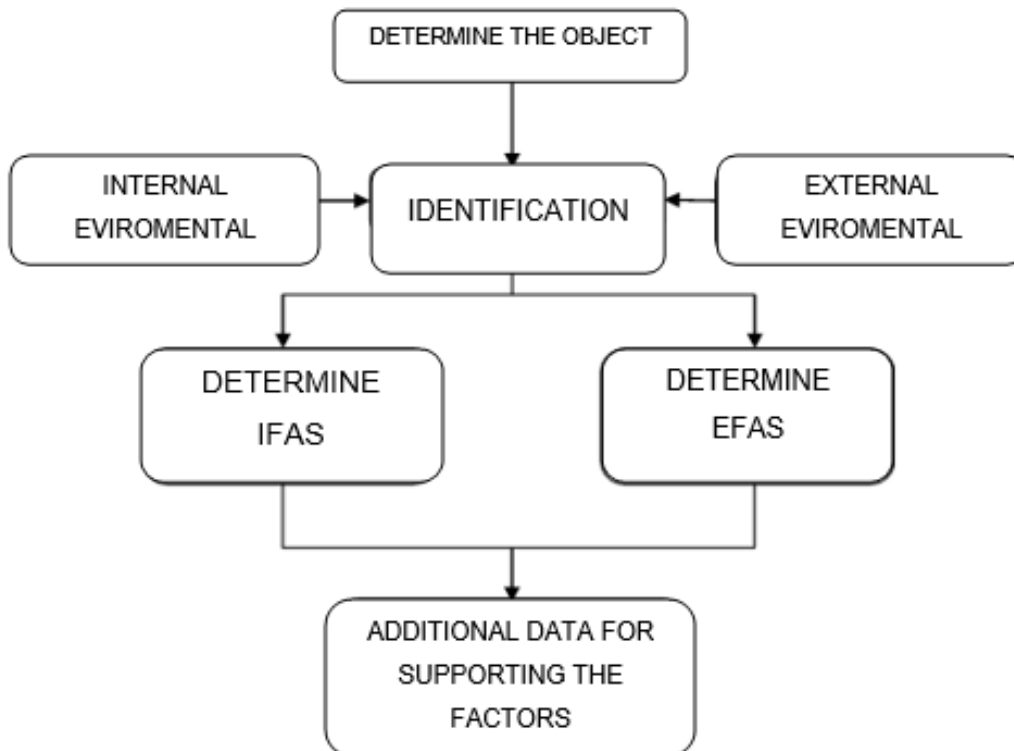 DETERMINE THE OBJECT
INTERNAL
EVIROMENTAL
IDENTIFICATION
EXTERNAL
EVIROMENTAL
DETERMINE
IFAS
DETERMINE
EFAS
ADDITIONAL DATA FOR
SUPPORTING THE
FACTORS